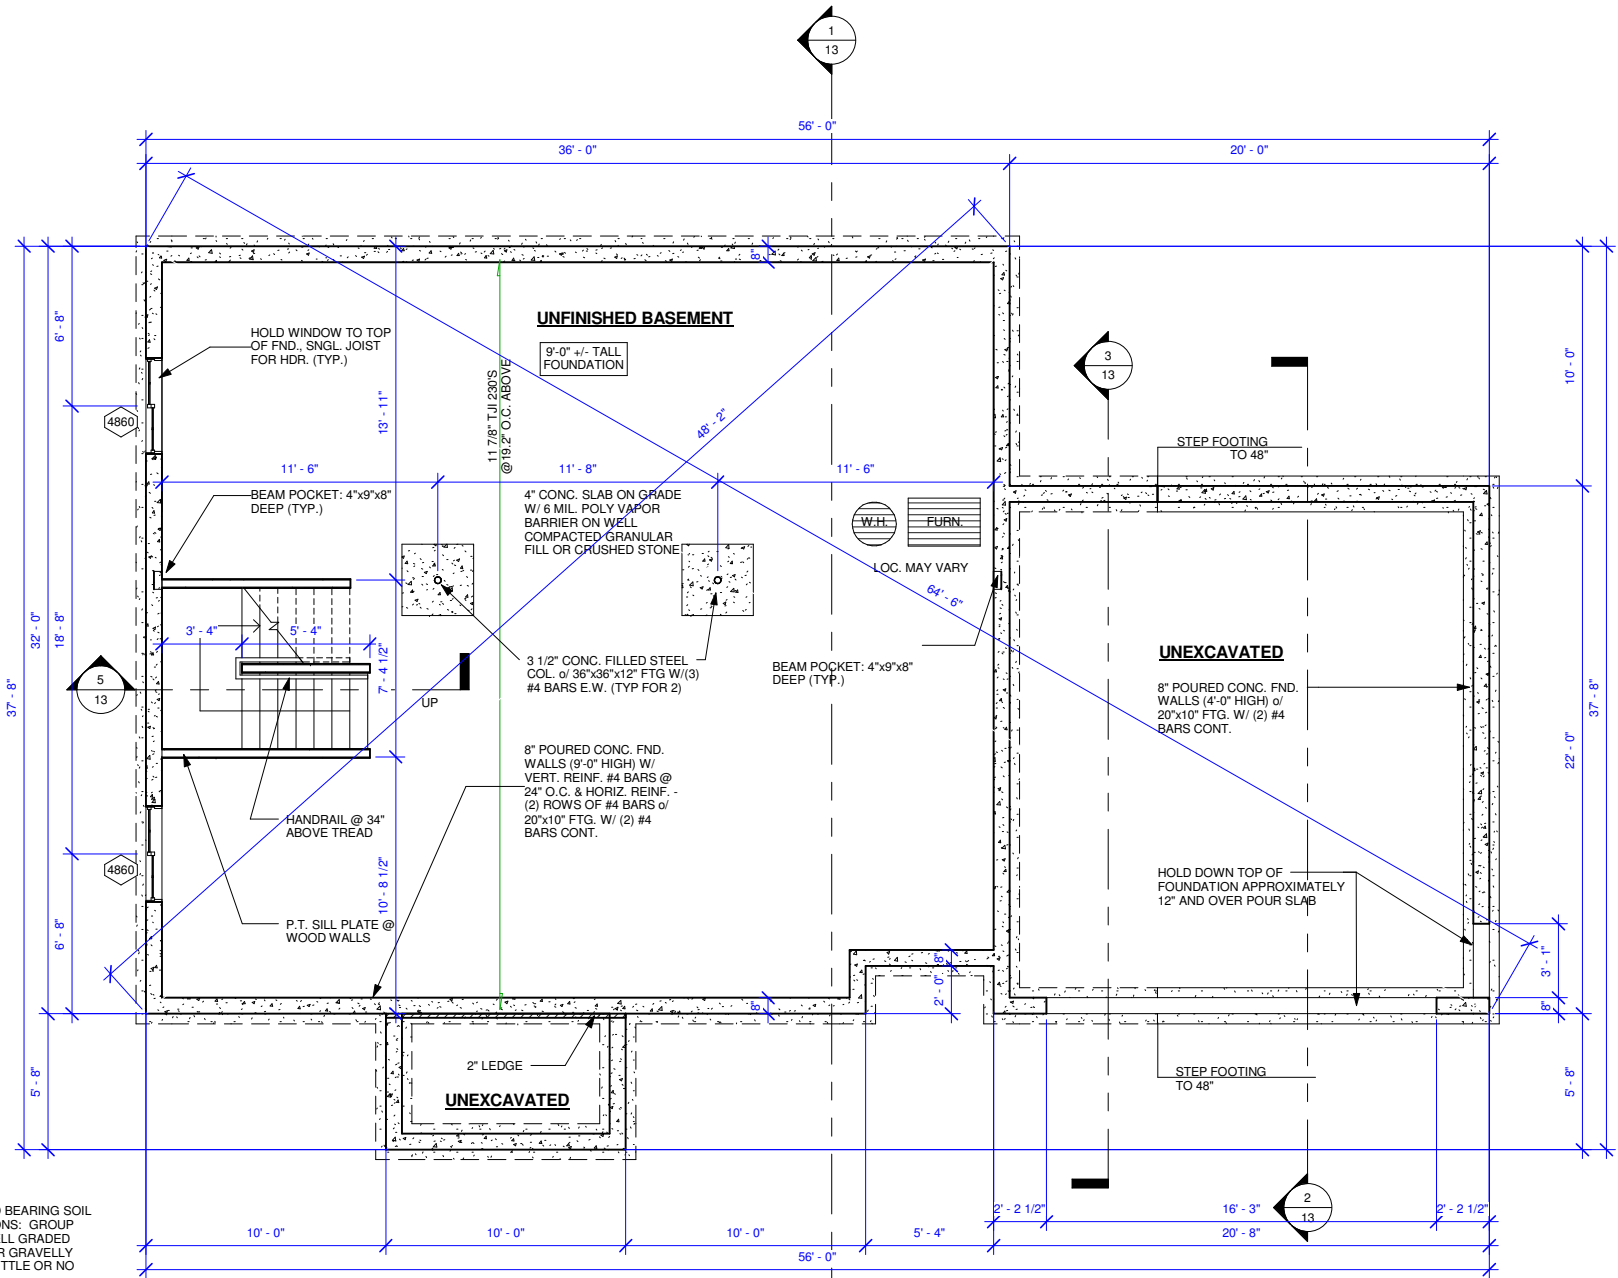 1
13
56' - 0"
36' - 0"
20' - 0"
8"
UNFINISHED BASEMENT
9'-0" +/- TALL
FOUNDATION
HOLD WINDOW TO TOP
OF FND., SNGL. JOIST
FOR HDR. (TYP.)
6' - 8"
4860
13' - 11"
11 7/8" TJI 230'S
@19.2" O.C. ABOVE
48' - 2"
3
13
10' - 0"
STEP FOOTING
TO 48"
11' - 6"
11' - 8"
11' - 6"
BEAM POCKET: 4"x9"x8"
DEEP (TYP.)
4" CONC. SLAB ON GRADE
W/ 6 MIL. POLY VAPOR
BARRIER ON WELL
COMPACTED GRANULAR
FILL OR CRUSHED STONE
W.H.
FURN.
LOC. MAY VARY
64' - 6"
37' - 8"
32' - 0"
18' - 8"
3' - 4"
5' - 4"
7' - 4 1/2"
UP
5
13
3 1/2" CONC. FILLED STEEL
COL. o/ 36"x36"x12" FTG W/(3)
#4 BARS E.W. (TYP FOR 2)
BEAM POCKET: 4"x9"x8"
DEEP (TYP.)
UNEXCAVATED
8" POURED CONC. FND.
WALLS (4'-0" HIGH) o/
20"x10" FTG. W/ (2) #4
BARS CONT.
37' - 8"
22' - 0"
8" POURED CONC. FND.
WALLS (9'-0" HIGH) W/
VERT. REINF. #4 BARS @
24" O.C. & HORIZ. REINF. -
(2) ROWS OF #4 BARS o/
20"x10" FTG. W/ (2) #4
BARS CONT.
HANDRAIL @ 34"
ABOVE TREAD
4860
10' - 8 1/2"
6' - 8"
P.T. SILL PLATE @
WOOD WALLS
HOLD DOWN TOP OF
FOUNDATION APPROXIMATELY
12" AND OVER POUR SLAB
8"
2' - 0"
8"
3' - 1"
8"
2" LEDGE
UNEXCAVATED
5' - 8"
STEP FOOTING
TO 48"
5' - 8"
2
13
BEARING SOIL
ONS: GROUP
ELL GRADED
R GRAVELLY
TTLE OR NO
2' - 2 1/2"
16' - 3"
2' - 2 1/2"
10' - 0"
10' - 0"
10' - 0"
5' - 4"
20' - 8"
56' - 0"